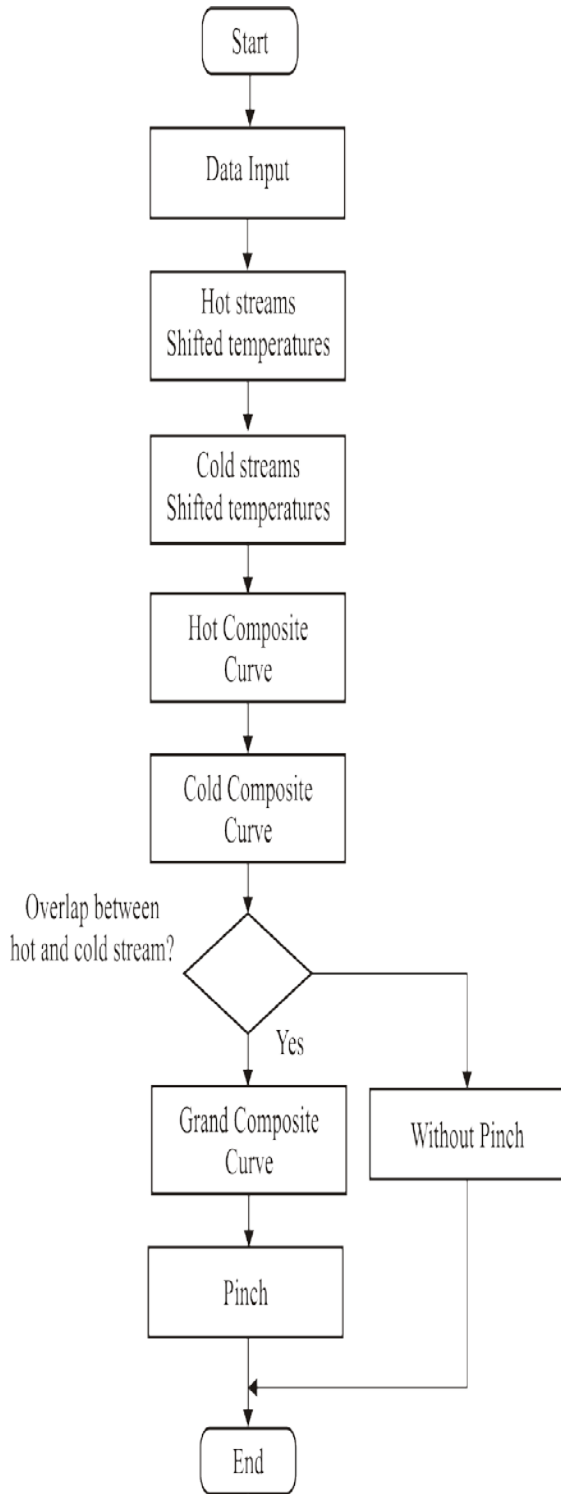 Start
Data Input
Hot streams
Shifted temperatures
Cold streams
Shifted temperatures
Hot Composite
Curve
Cold Composite
Curve
Overlap between
hot and cold stream?
Yes
Grand Composite
Curve
Without Pinch
Pinch
End